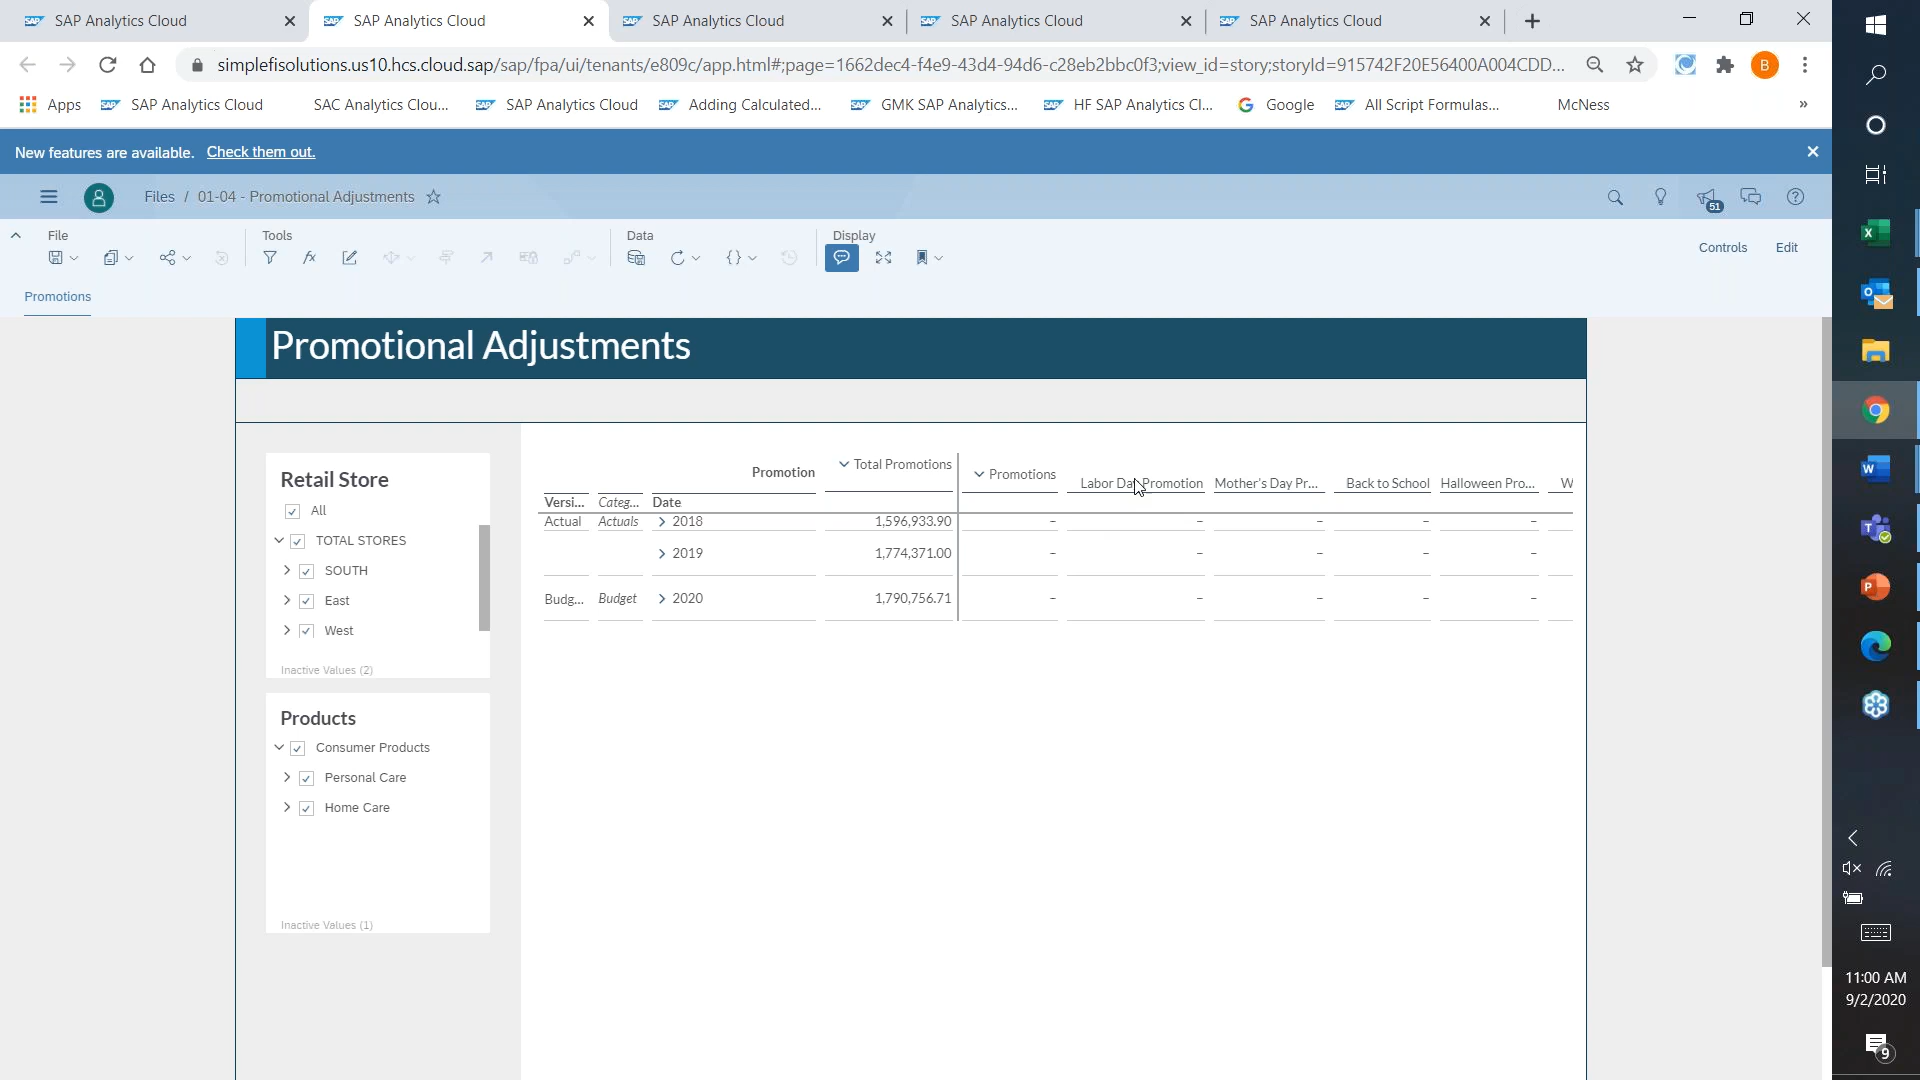 SAP Analytics Cloud
SAP Analytics Cloud
SAP Analytics Cloud
SAP Analytics Cloud
SAP Analytics Cloud
simplefisolutions.us10.hcs.cloud.sap/sap/fpa/ui/tenants/e809c/app.html#;page=1662dec4-f4e9-43d4-94d6-c28eb2bbc0f3;view_id=story;storyId=915742F20E56400A004CDD...
B
Apps SAP Analytics Cloud SAC Analytics Clou... SAP Analytics Cloud Adding Calculated... GMK SAP Analytics... HF SAP Analytics Cl... Google All Script Formulas... McNess »
New features are available. Check them out.
Files / 01-04 - Promotional Adjustments
51
File Tools Data Display
Controls Edit
Promotions
Promotional Adjustments
Retail Store
All
TOTAL STORES
SOUTH
East
West
Inactive Values (2)
Products
Consumer Products
Personal Care
Home Care
Inactive Values (1)
Promotion Total Promotions Promotions Labor Day Promotion Mother's Day Pr... Back to School Halloween Pro... W
Versi... Categ... Date
Actual Actuals 2018 1,596,933.90 – – – – –
2019 1,774,371.00 – – – – –
Budg... Budget 2020 1,790,756.71 – – – – –
11:00 AM
9/2/2020
9